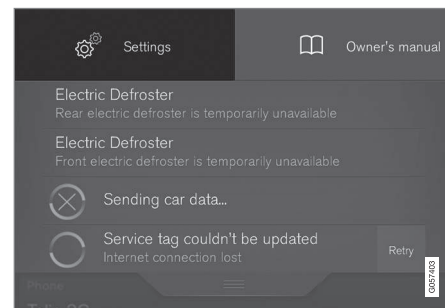 Settings
Owner's manual
Electric Defroster
Rear electric defroster is temporarily unavailable
Electric Defroster
Front electric defroster is temporarily unavailable
Sending car data...
Service tag couldn't be updated
Internet connection lost
Retry
Phone
G057403